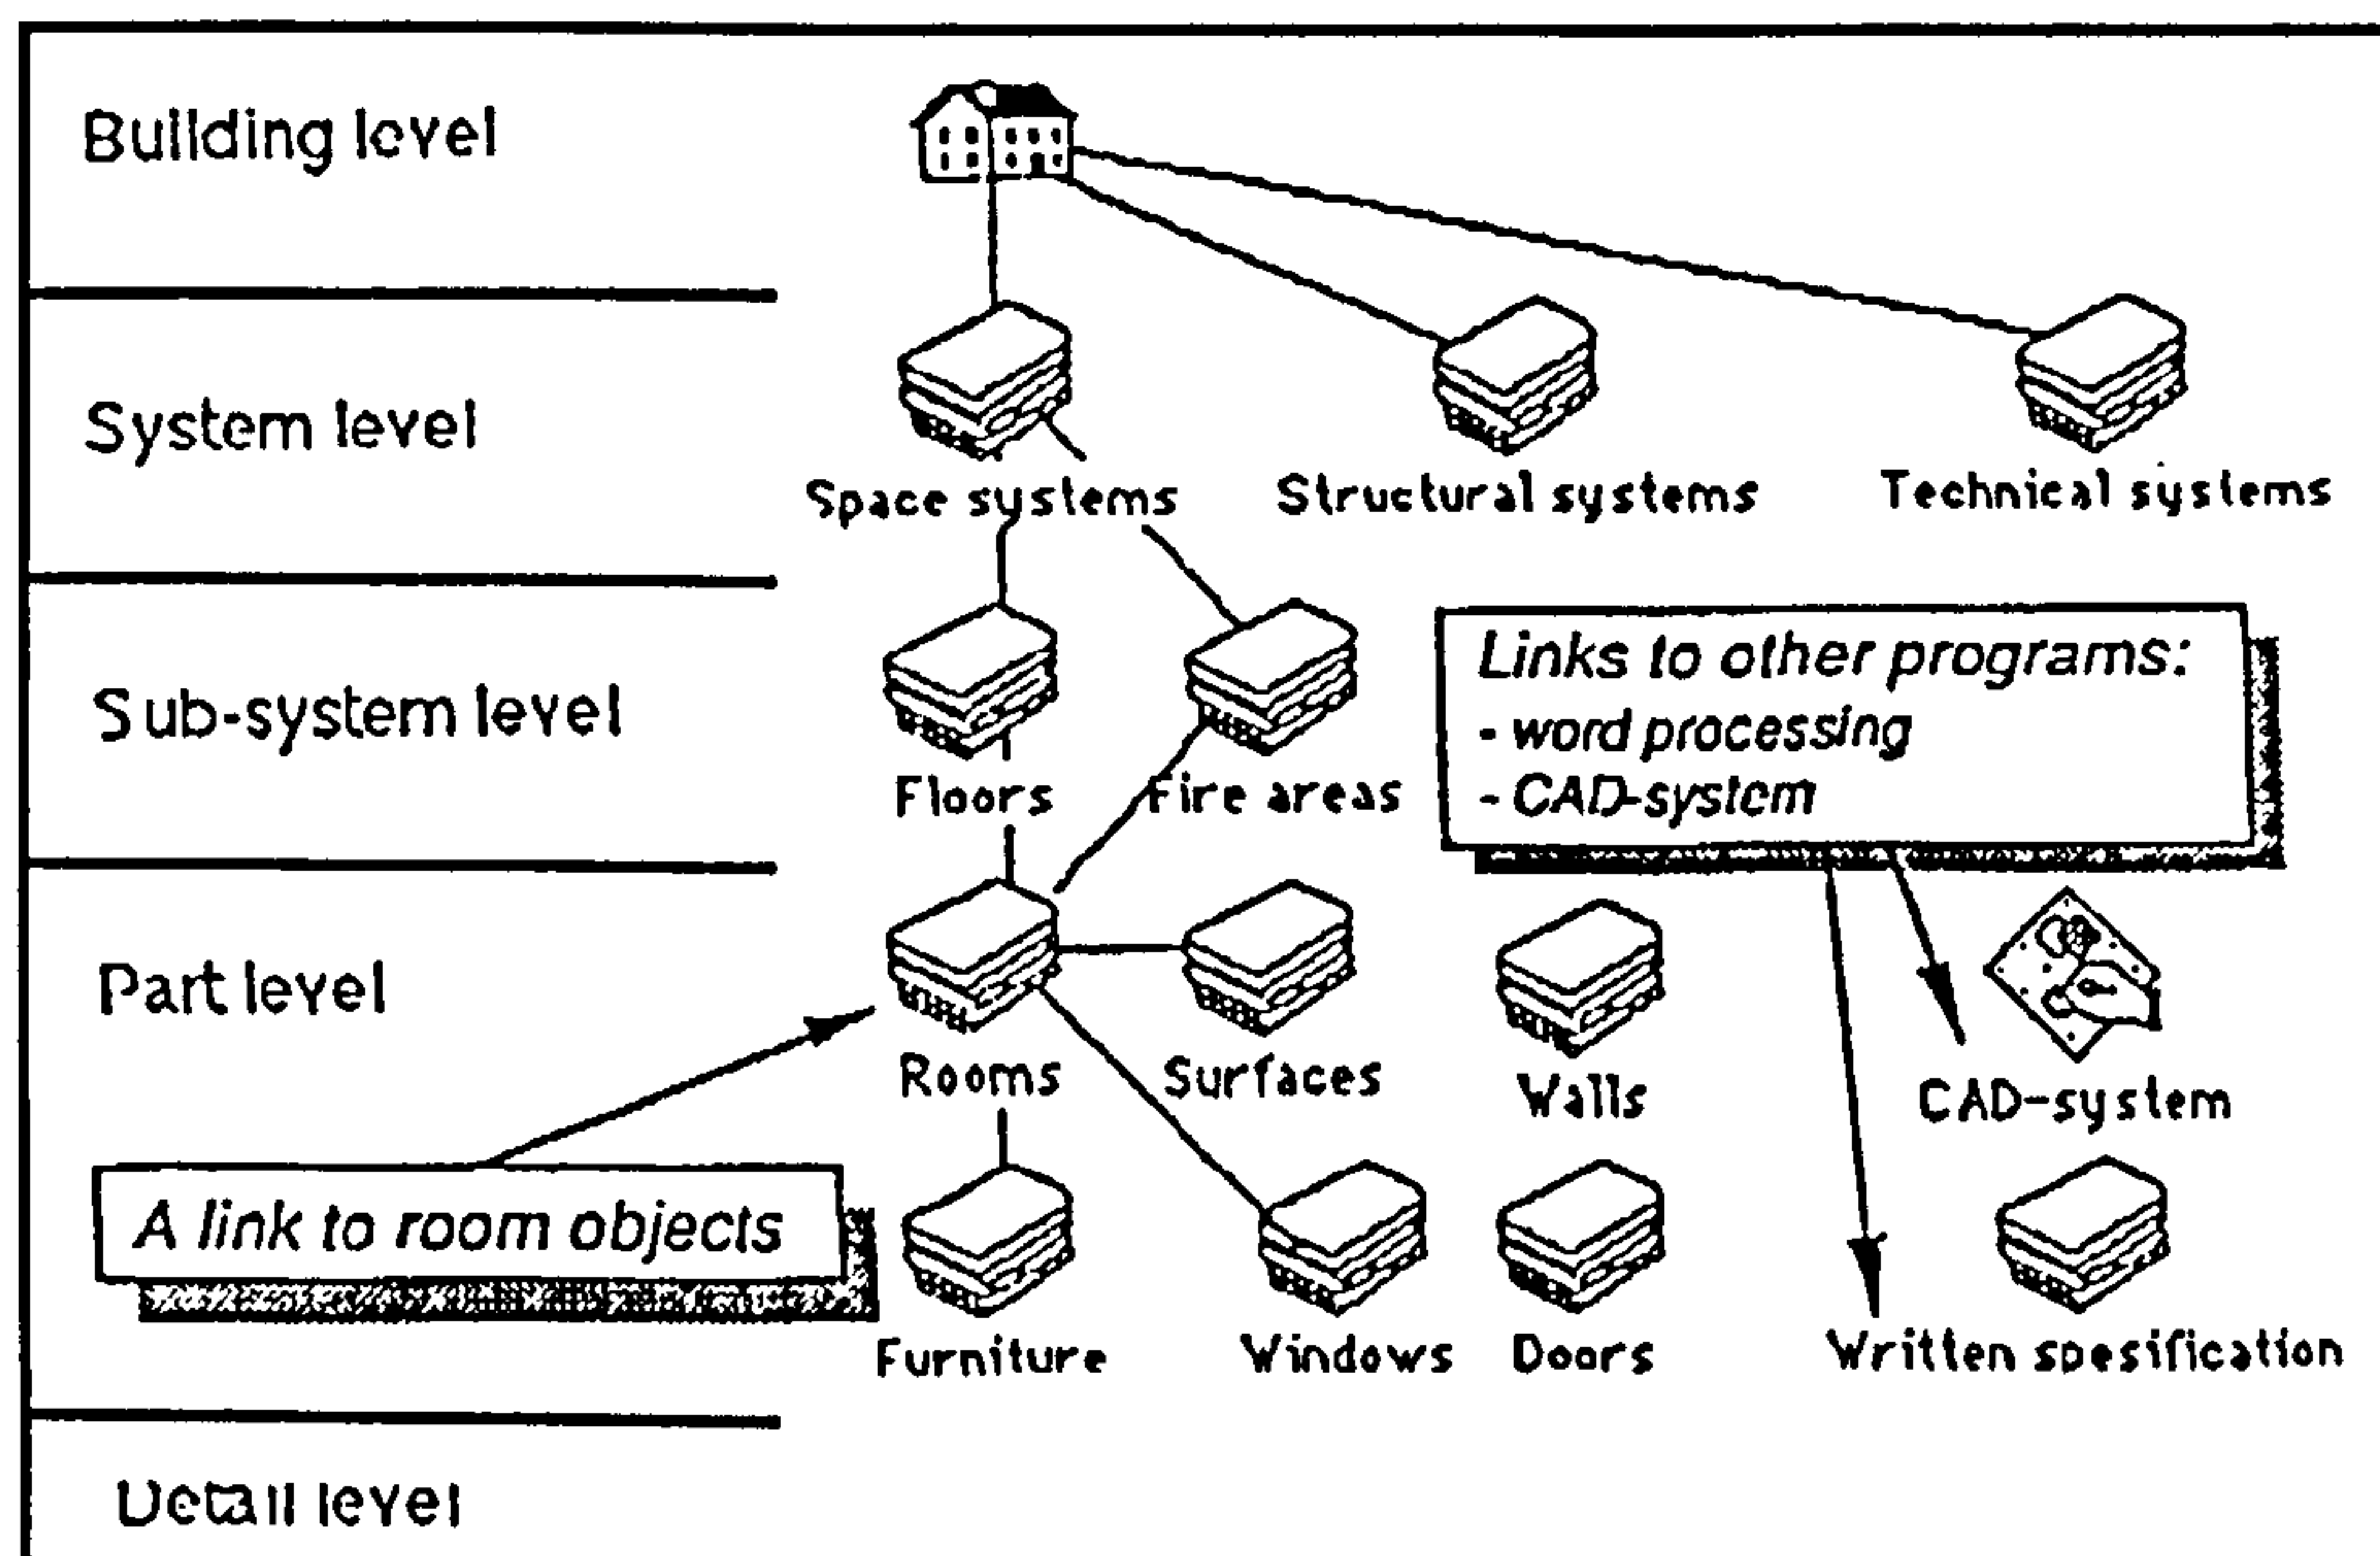 Building level
System level
Space systems
Structural systems
Technical systems
Sub-system level
Floors
Fire areas
Links to other programs:
- word processing
- CAD-system
Part level
Rooms
Surfaces
Walls
CAD-system
A link to room objects
Furniture
Windows
Doors
Written spesification
Detail level